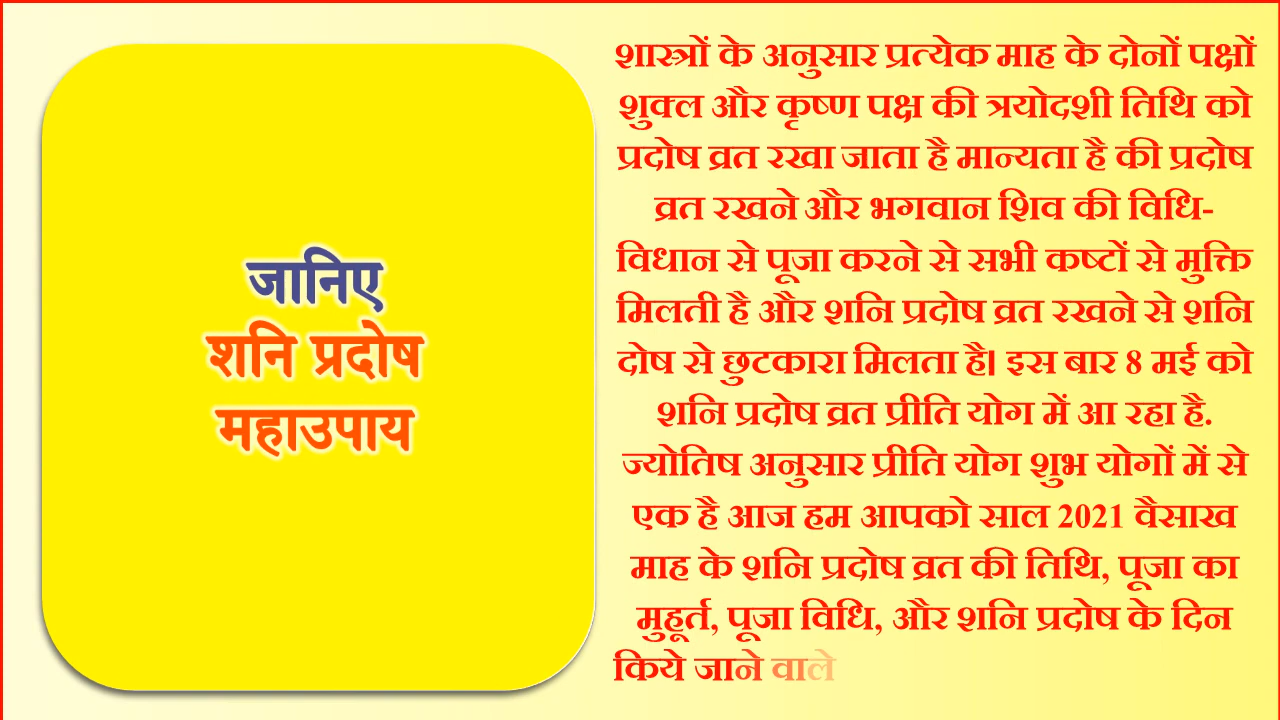 जानिए
शनि प्रदोष
महाउपाय
शास्त्रों के अनुसार प्रत्येक माह के दोनों पक्षों
शुक्ल और कृष्ण पक्ष की त्रयोदशी तिथि को
प्रदोष व्रत रखा जाता है मान्यता है की प्रदोष
व्रत रखने और भगवान शिव की विधि-
विधान से पूजा करने से सभी कष्टों से मुक्ति
मिलती है और शनि प्रदोष व्रत रखने से शनि
दोष से छुटकारा मिलता है। इस बार 8 मई को
शनि प्रदोष व्रत प्रीति योग में आ रहा है.
ज्योतिष अनुसार प्रीति योग शुभ योगों में से
एक है आज हम आपको साल 2021 वैसाख
माह के शनि प्रदोष व्रत की तिथि, पूजा का
मुहूर्त, पूजा विधि, और शनि प्रदोष के दिन
किये जाने वाले